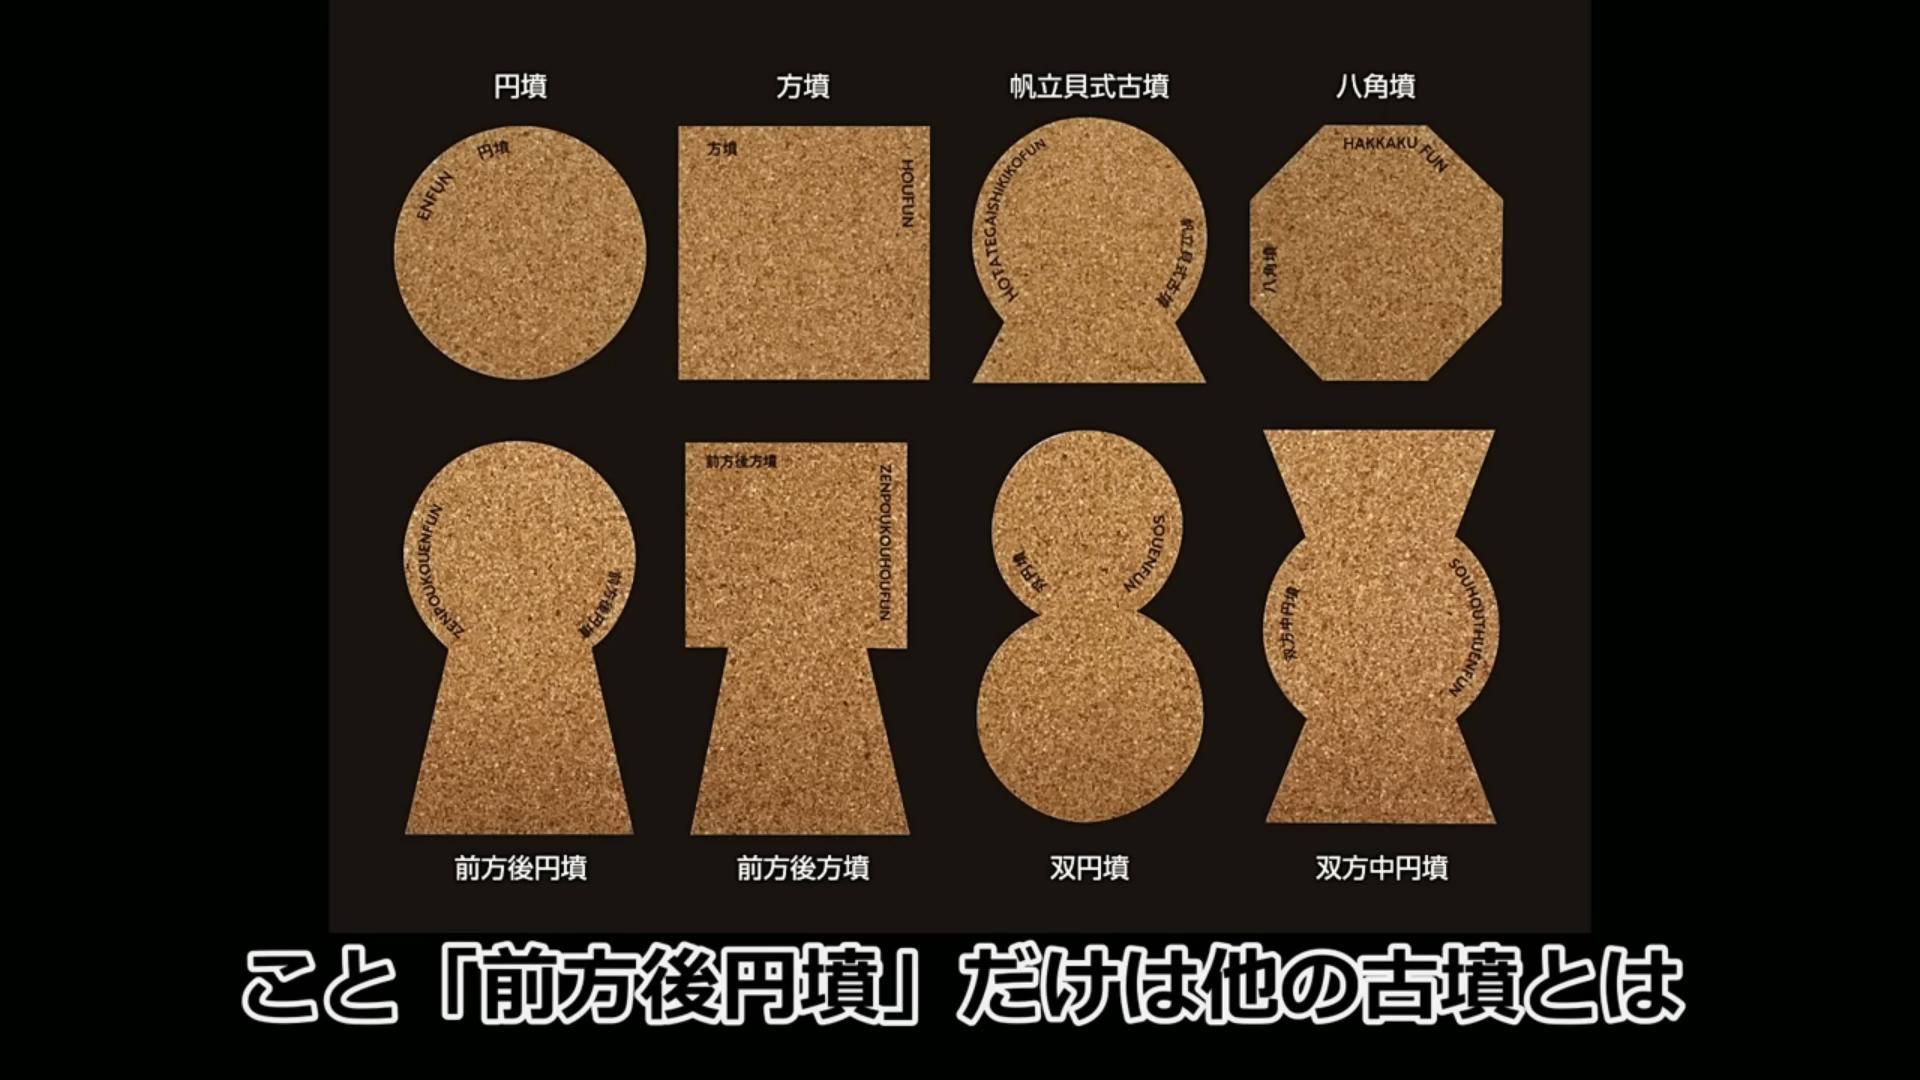 円墳
方墳
帆立貝式古墳
八角墳
円墳
ENFUN
方墳
HOUFUN
HOTATEGAISHIKIKOFUN
帆立貝式古墳
HAKKAKU FUN
八角墳
ZENPOUKOUENFUN
前方後円墳
前方後方墳
ZENPOUKOUHOUFUN
双円墳
SOUENFUN
双方中円墳
SOUHOUTHUENFUN
前方後円墳
前方後方墳
双円墳
双方中円墳
こと「前方後円墳」だけは他の古墳とは